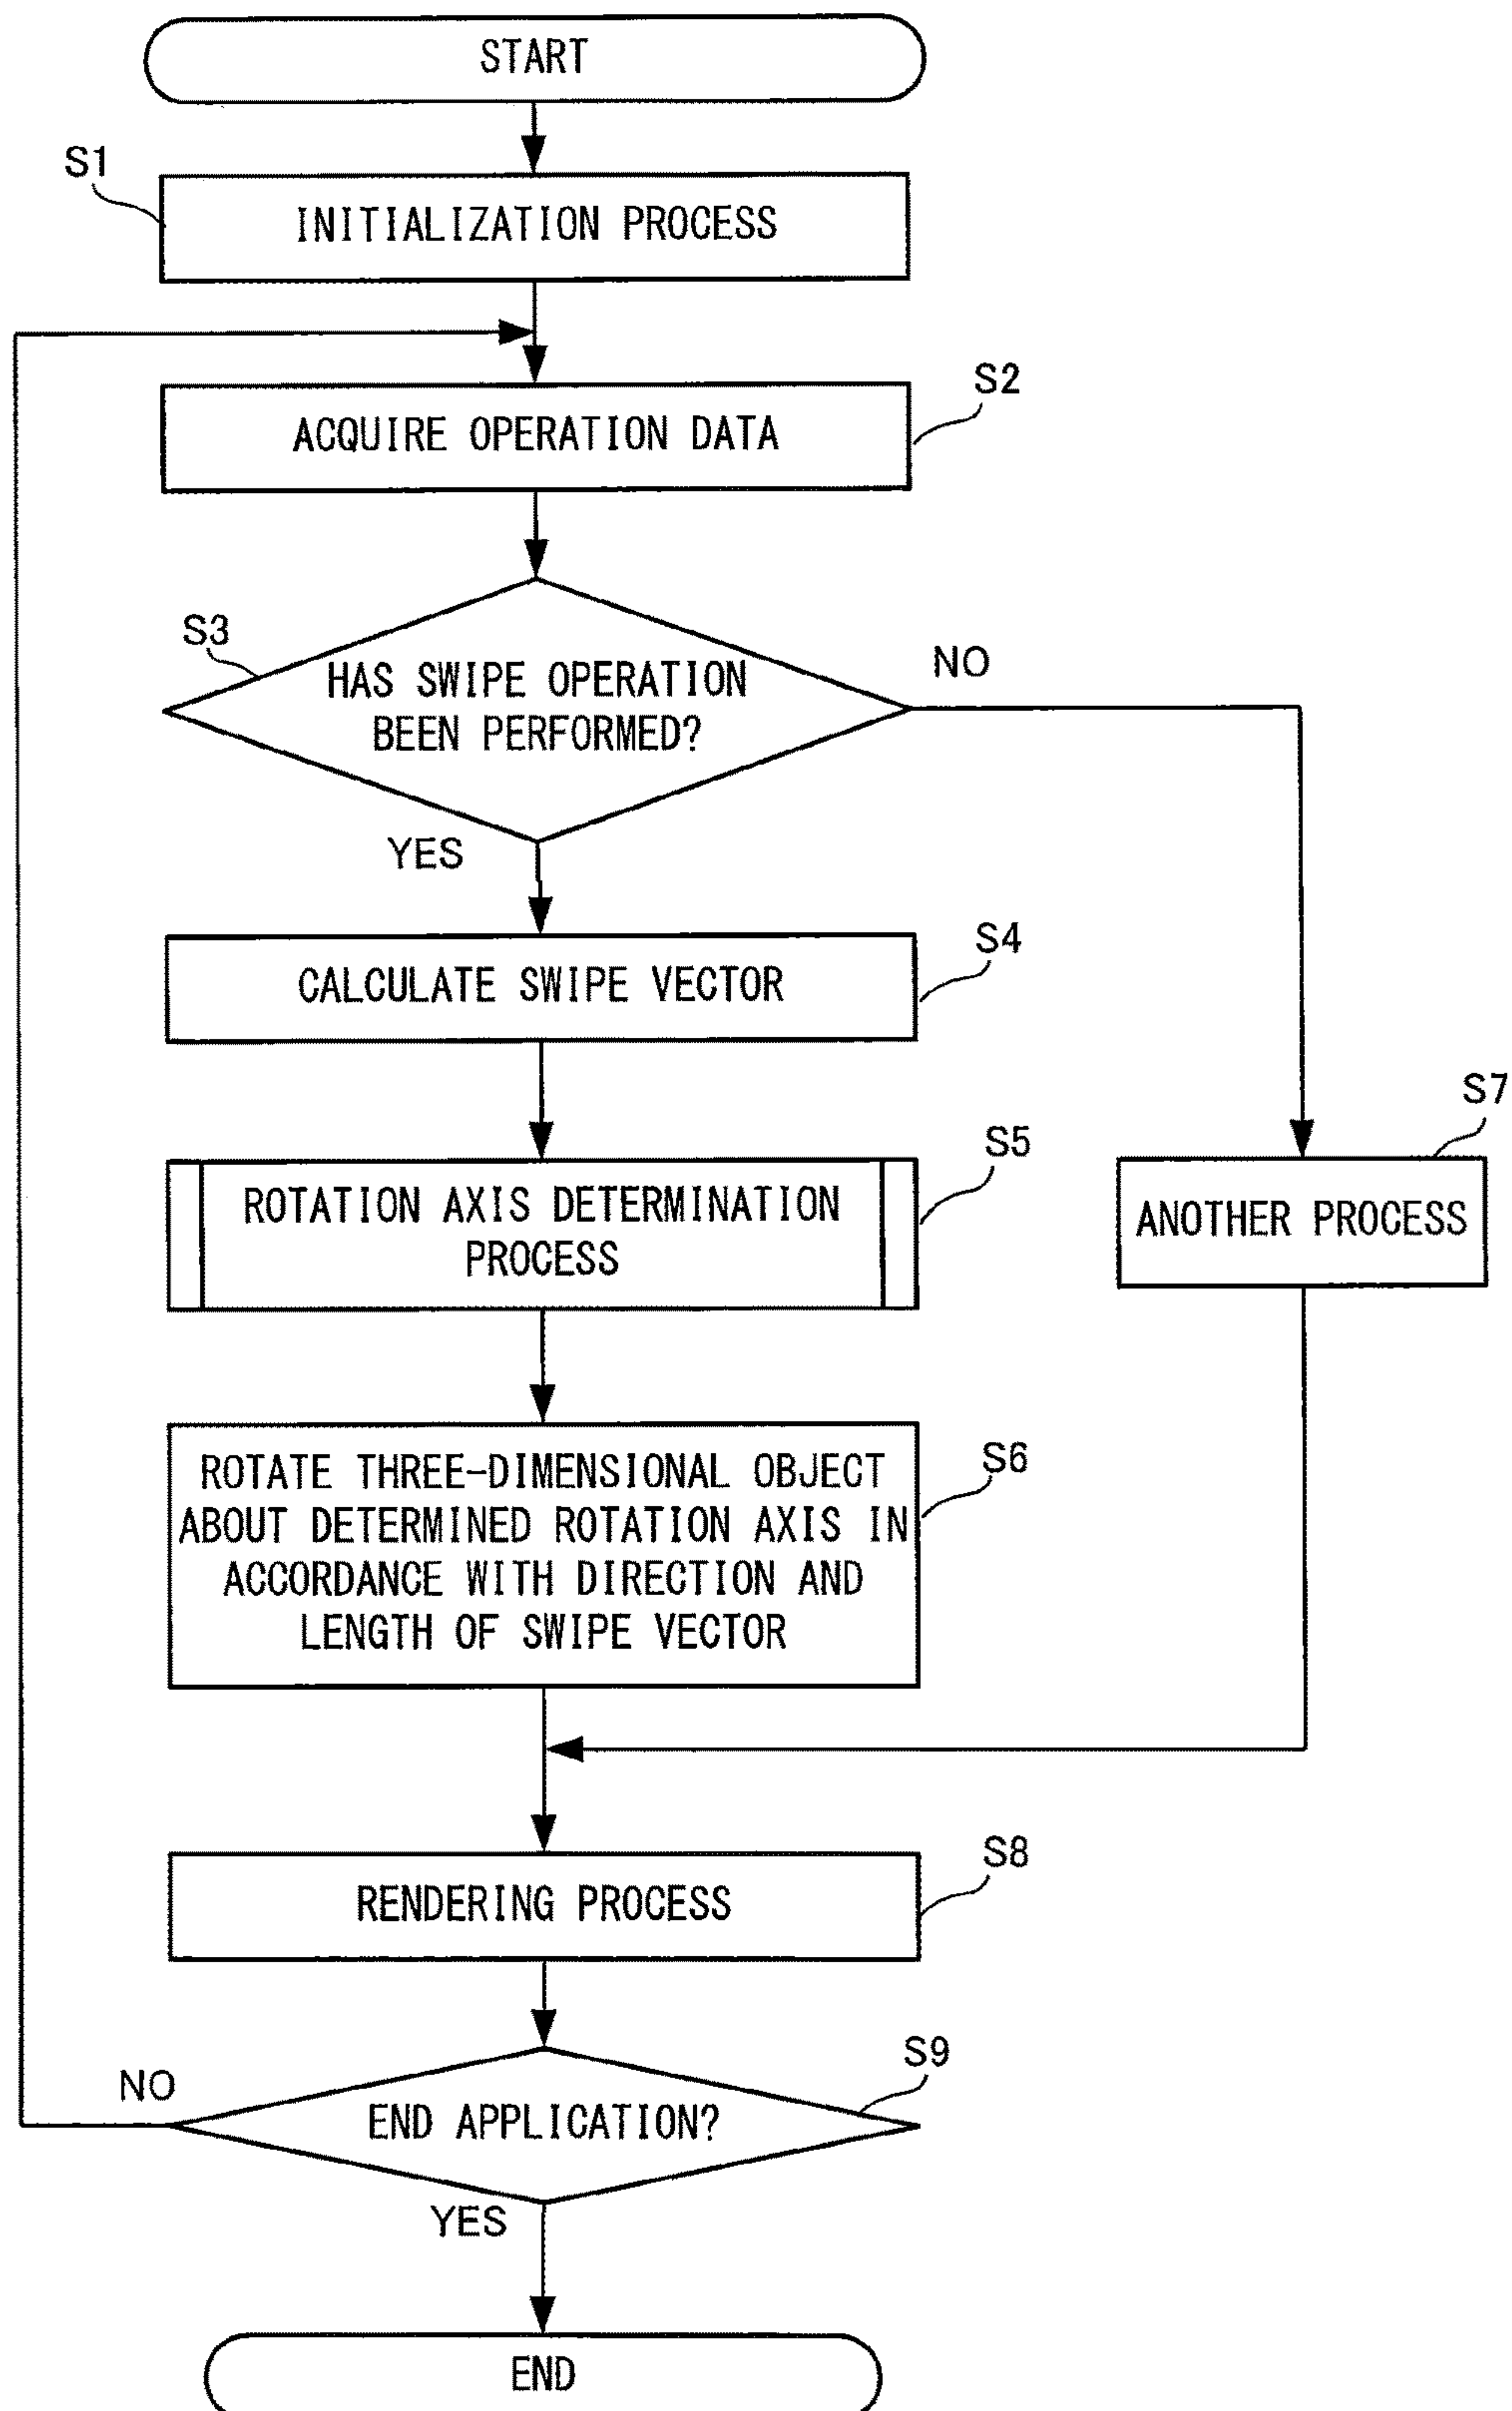 START
S1
INITIALIZATION PROCESS
S2
ACQUIRE OPERATION DATA
S3
HAS SWIPE OPERATION
BEEN PERFORMED?
NO
YES
S4
CALCULATE SWIPE VECTOR
S5
ROTATION AXIS DETERMINATION
PROCESS
S7
ANOTHER PROCESS
S6
ROTATE THREE-DIMENSIONAL OBJECT
ABOUT DETERMINED ROTATION AXIS IN
ACCORDANCE WITH DIRECTION AND
LENGTH OF SWIPE VECTOR
S8
RENDERING PROCESS
S9
NO
END APPLICATION?
YES
END